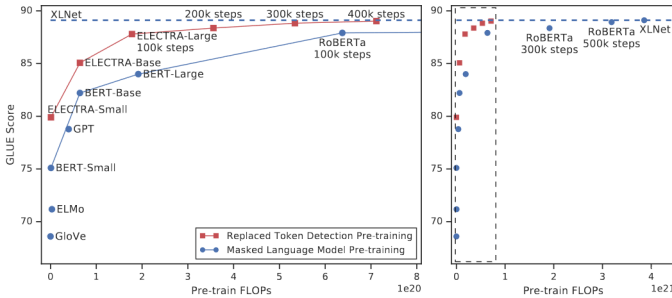 XLNet
200k steps
300k steps
400k steps
ELECTRA-Large
100k steps
RoBERTa
100k steps
ELECTRA-Base
BERT-Large
BERT-Base
ELECTRA-Small
GPT
BERT-Small
ELMo
GloVe
Replaced Token Detection Pre-training
Masked Language Model Pre-training
GLUE Score
90
85
80
75
70
0 1 2 3 4 5 6 7 8
1e20
Pre-train FLOPs
90
85
80
75
70
RoBERTa
300k steps
RoBERTa
500k steps
XLNet
0 1 2 3 4
1e21
Pre-train FLOPs